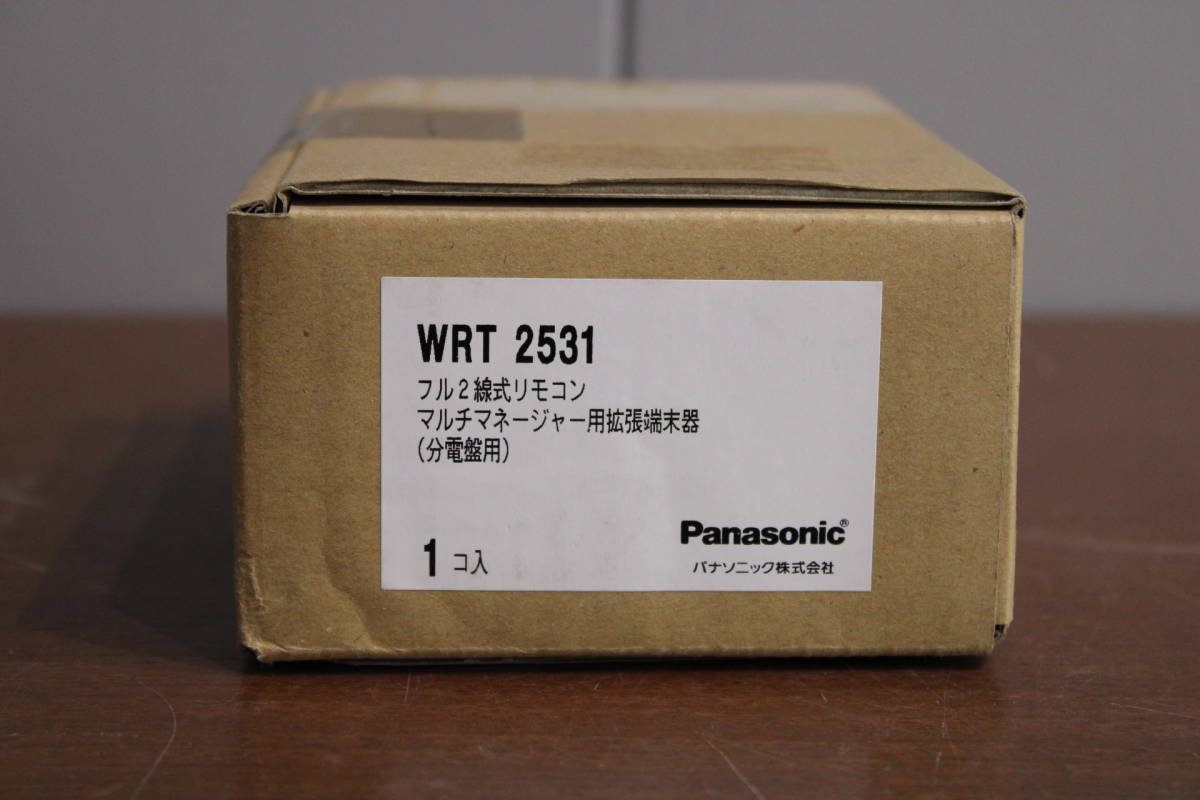 WRT 2531
フル2線式リモコン
マルチマネージャー用拡張端末器
(分電盤用)
1 コ入
Panasonic®
パナソニック株式会社